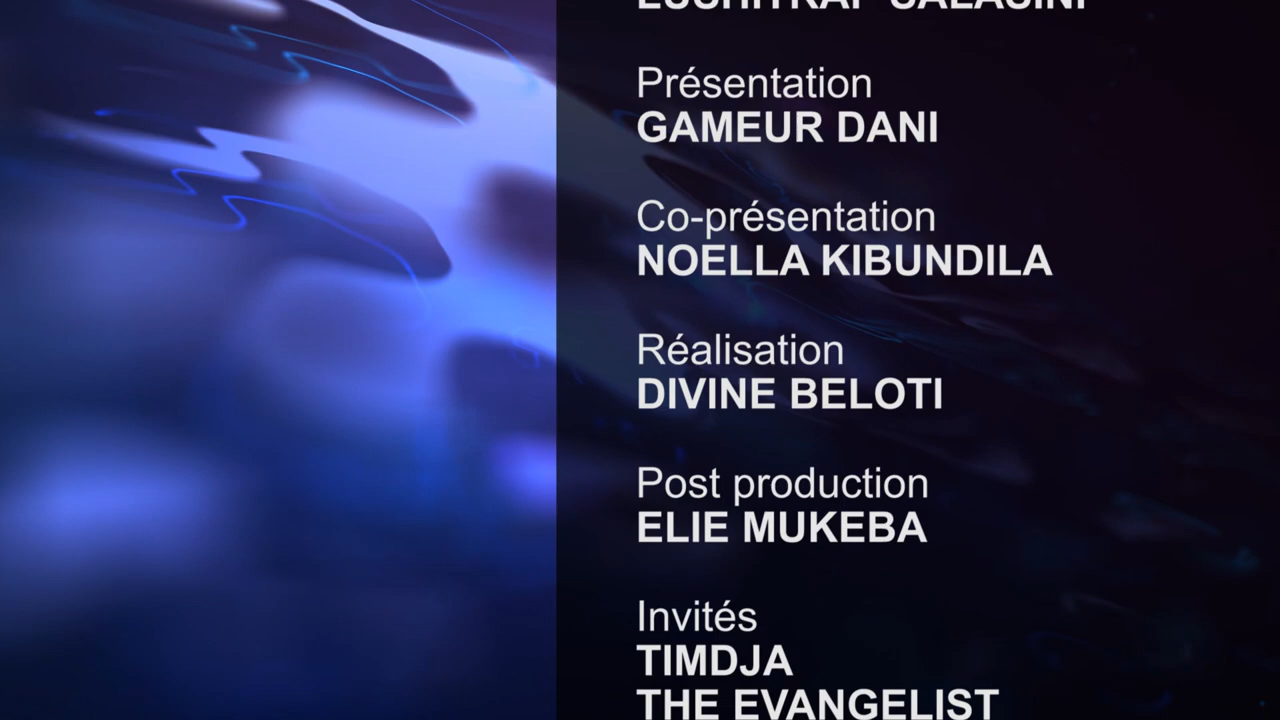 Présentation
GAMEUR DANI
Co-présentation
NOELLA KIBUNDILA
Réalisation
DIVINE BELOTI
Post production
ELIE MUKEBA
Invités
TIMDJA
THE EVANGELIST